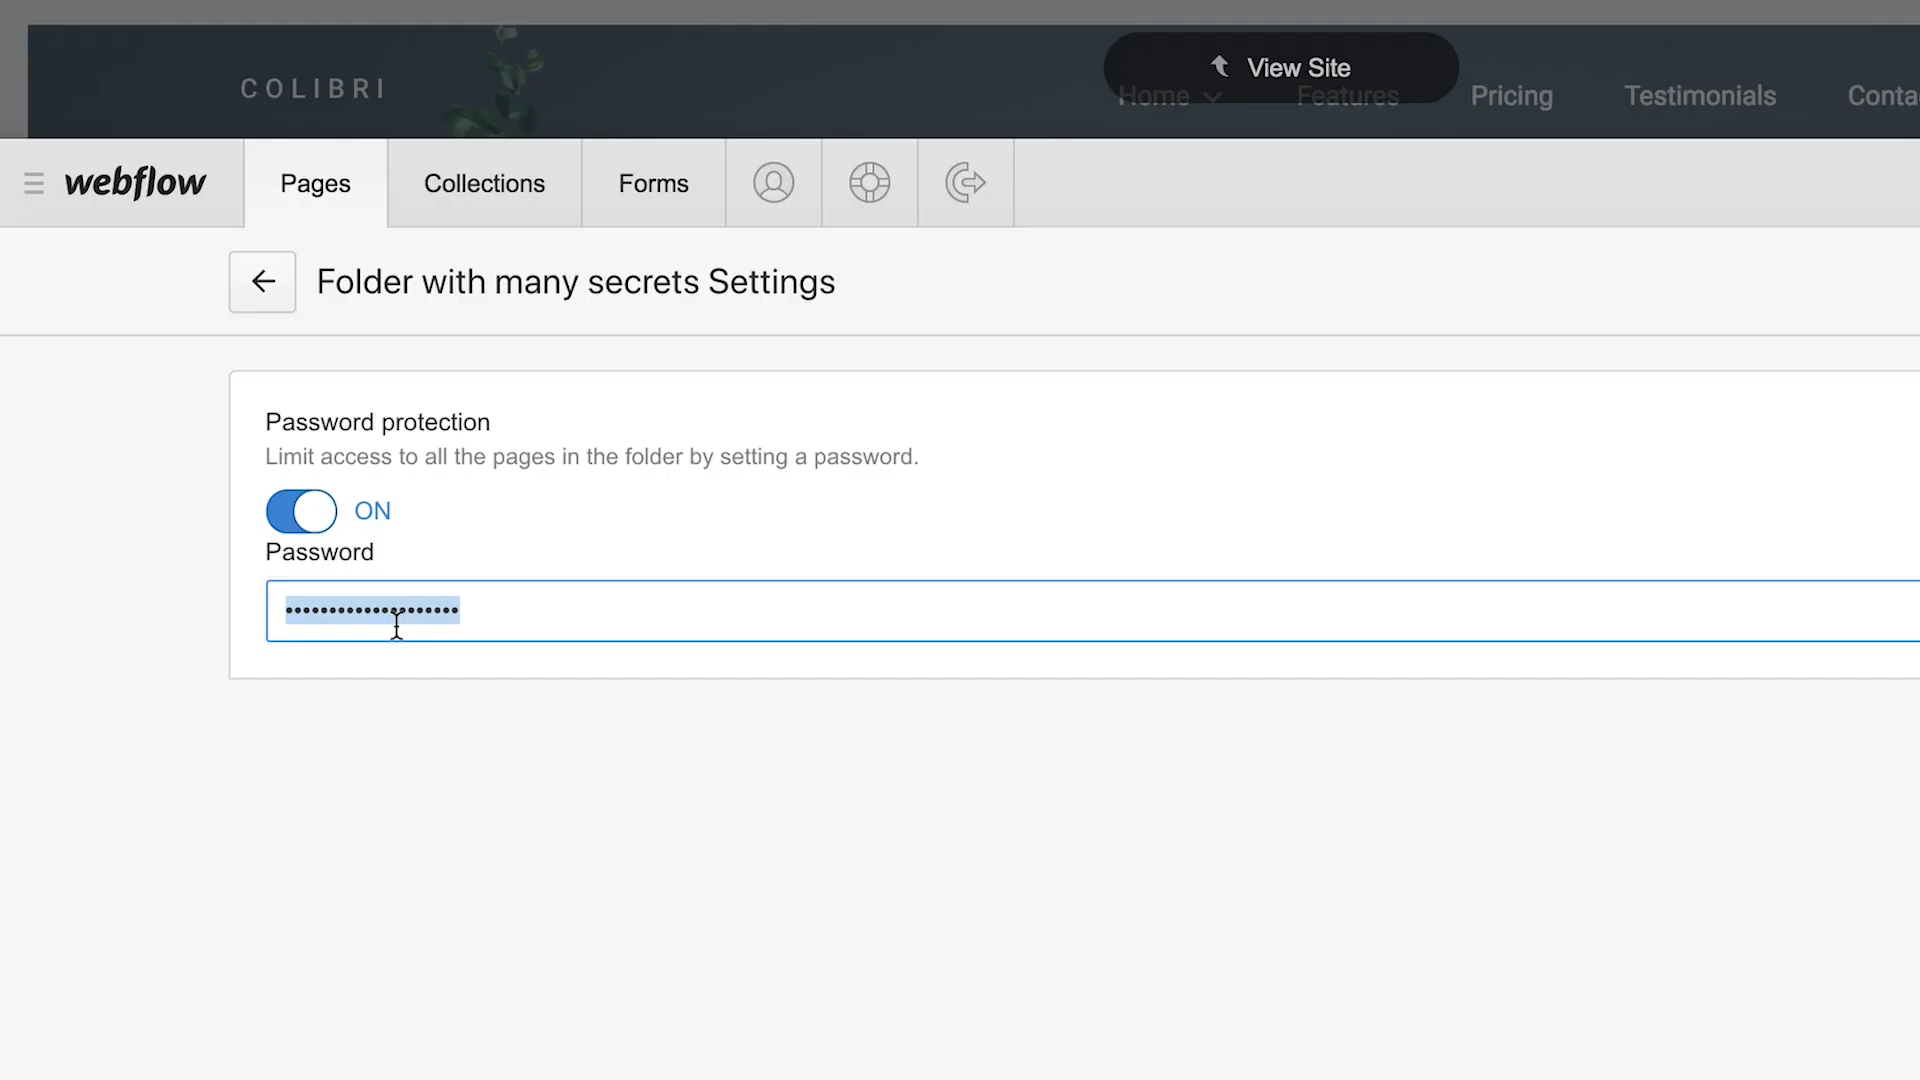 COLIBRI
View Site
Home
Features
Pricing
Testimonials
Conta
webflow
Pages
Collections
Forms
Folder with many secrets Settings
Password protection
Limit access to all the pages in the folder by setting a password.
ON
Password